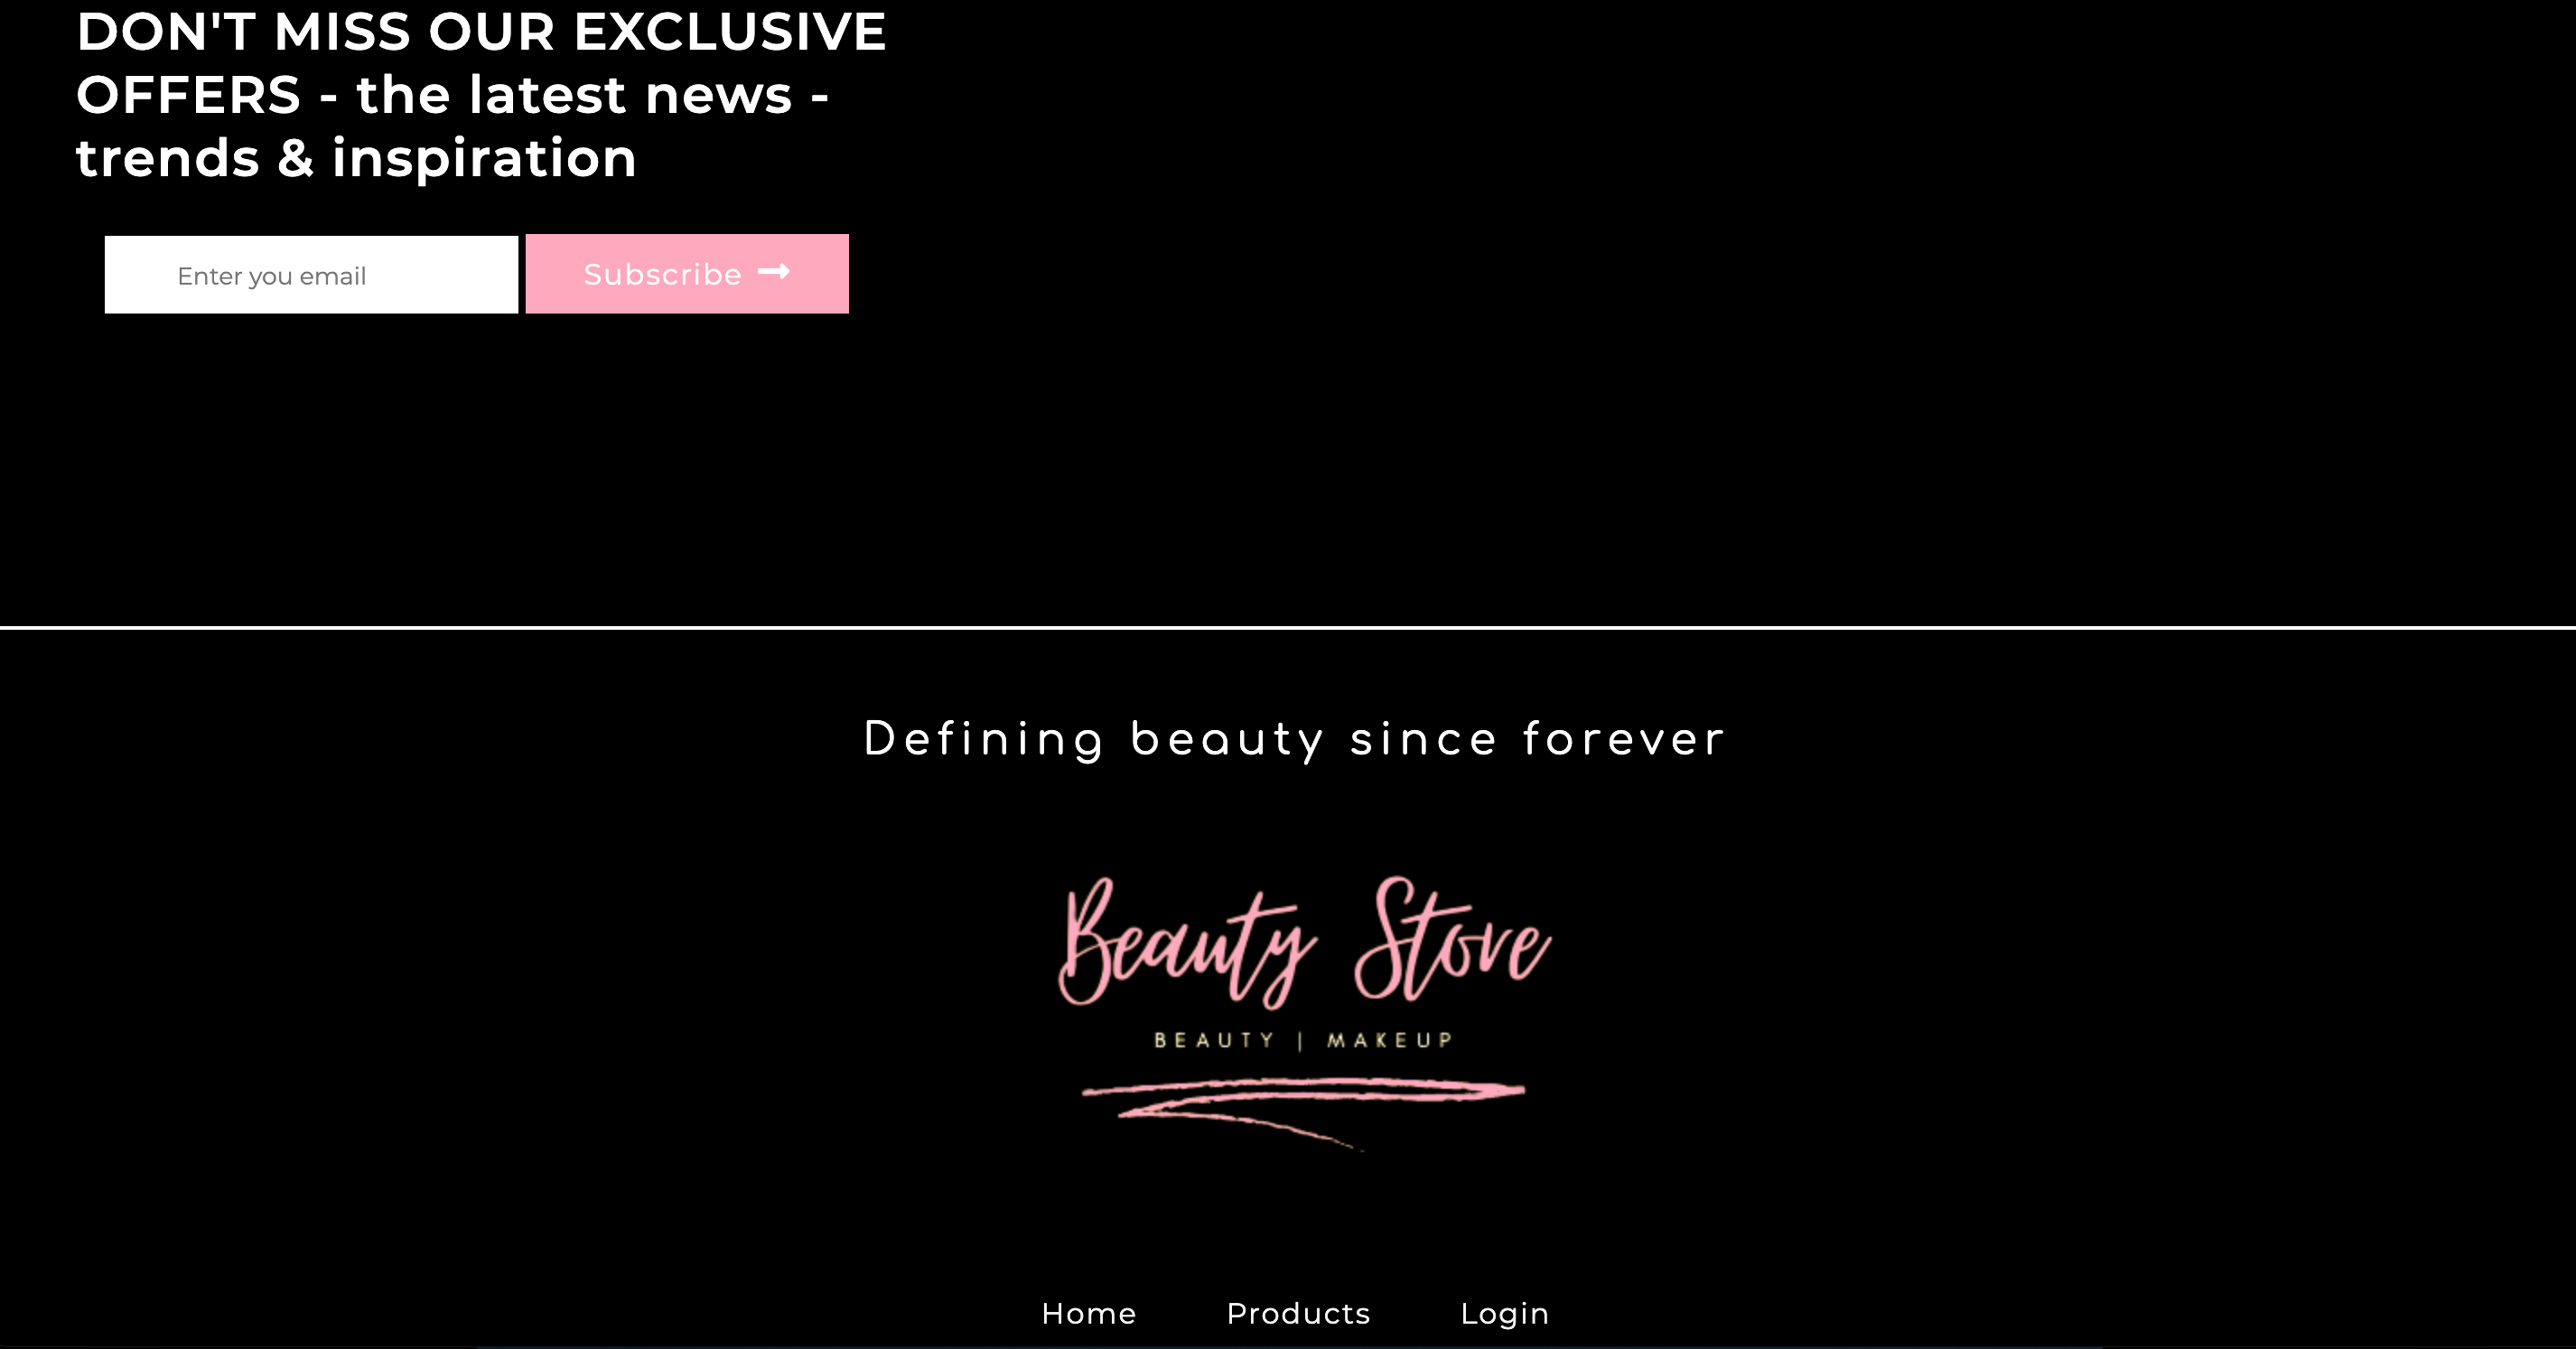 DON'T MISS OUR EXCLUSIVE
OFFERS - the latest news -
trends & inspiration
Enter you email
Subscribe
Defining beauty since forever
Beauty Store
BEAUTY | MAKEUP
Home Products Login